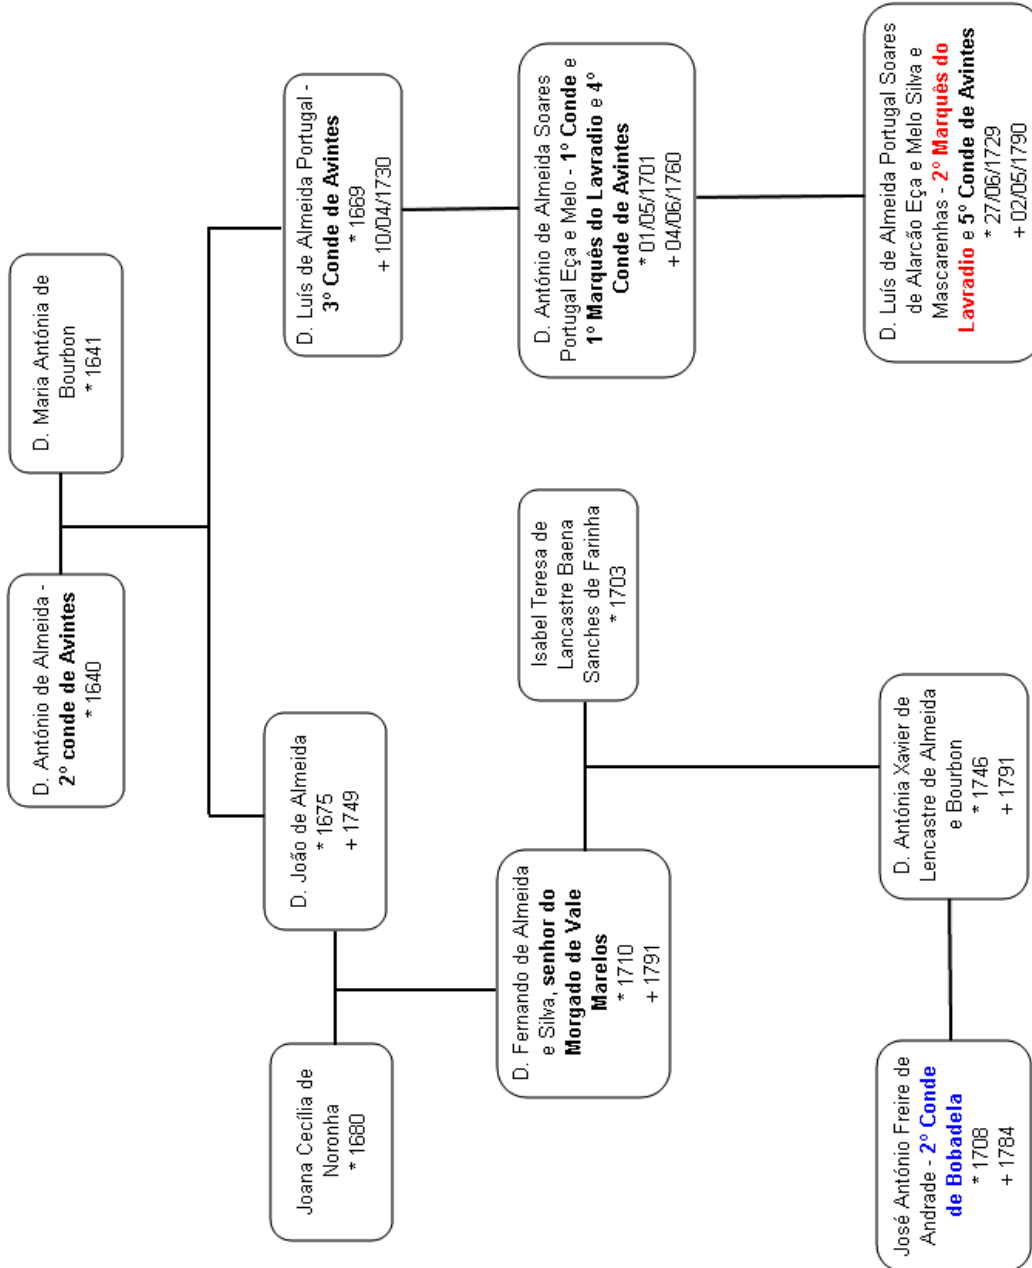 D. António de Almeida -
2º conde de Avintes
* 1640
D. Maria Antónia de
Bourbon
* 1641
Joana Cecília de
Noronha
* 1680
D. João de Almeida
* 1675
+ 1749
D. Luís de Almeida Portugal -
3º Conde de Avintes
* 1669
+ 10/04/1730
D. Fernando de Almeida
e Silva, senhor do
Morgado de Vale
Marelos
* 1710
+ 1791
Isabel Teresa de
Lancastre Baena
Sanches de Farinha
* 1703
D. António de Almeida Soares
Portugal Eça e Melo - 1º Conde e
1º Marquês do Lavradio e 4º
Conde de Avintes
* 01/05/1701
+ 04/06/1760
José António Freire de
Andrade - 2º Conde
de Bobadela
* 1708
+ 1784
D. Antónia Xavier de
Lencastre de Almeida
e Bourbon
* 1746
+ 1791
D. Luís de Almeida Portugal Soares
de Alarcão Eça e Melo Silva e
Mascarenhas - 2º Marquês do
Lavradio e 5º Conde de Avintes
* 27/06/1729
+ 02/05/1790